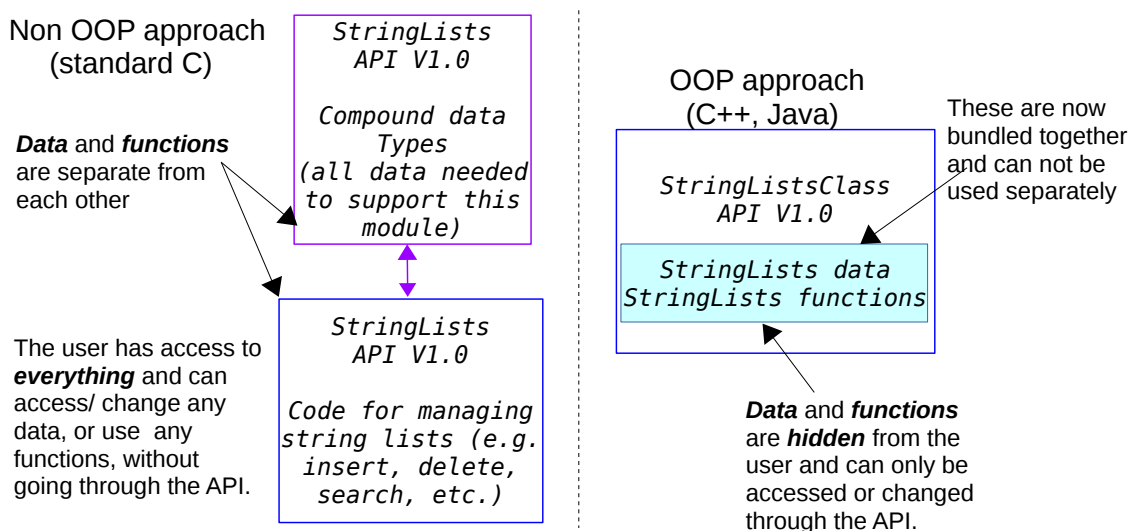 Non OOP approach
(standard C)
StringLists
API V1.0
Compound data
Types
(all data needed
to support this
module)
Data and functions
are separate from
each other
StringLists
API V1.0
Code for managing
string lists (e.g.
insert, delete,
search, etc.)
The user has access to
everything and can
access/ change any
data, or use any
functions, without
going through the API.
OOP approach
(C++, Java)
These are now
bundled together
and can not be
used separately
StringListsClass
API V1.0
StringLists data
StringLists functions
Data and functions
are hidden from the
user and can only be
accessed or changed
through the API.